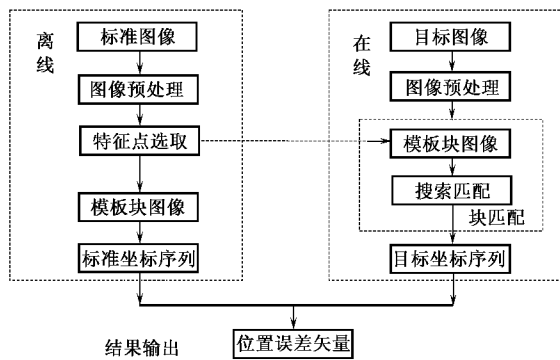 离线
标准图像
图像预处理
特征点选取
模板块图像
标准坐标序列
在线
目标图像
图像预处理
模板块图像
搜索匹配
块匹配
目标坐标序列
结果输出
位置误差矢量